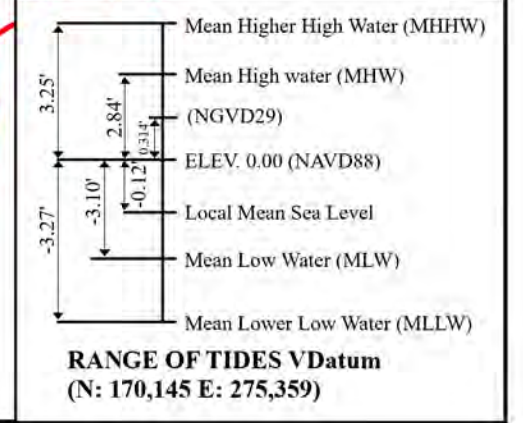 Mean Higher High Water (MHHW)
3.25'
Mean High water (MHW)
2.84'
(NGVD29)
0.314'
ELEV. 0.00 (NAVD88)
-0.12'
-3.10'
-3.27'
Local Mean Sea Level
Mean Low Water (MLW)
Mean Lower Low Water (MLLW)
RANGE OF TIDES VDatum
(N: 170,145 E: 275,359)